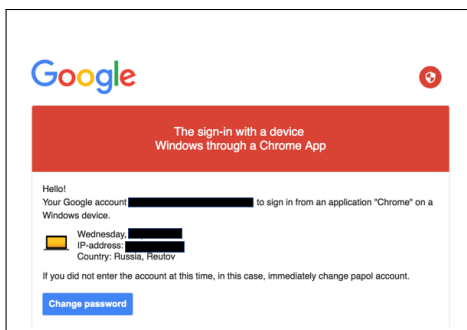 Google
The sign-in with a device
Windows through a Chrome App
Hello!
Your Google account to sign in from an application "Chrome" on a
Windows device.
Wednesday,
IP-address:
Country: Russia, Reutov
If you did not enter the account at this time, in this case, immediately change papol account.
Change password